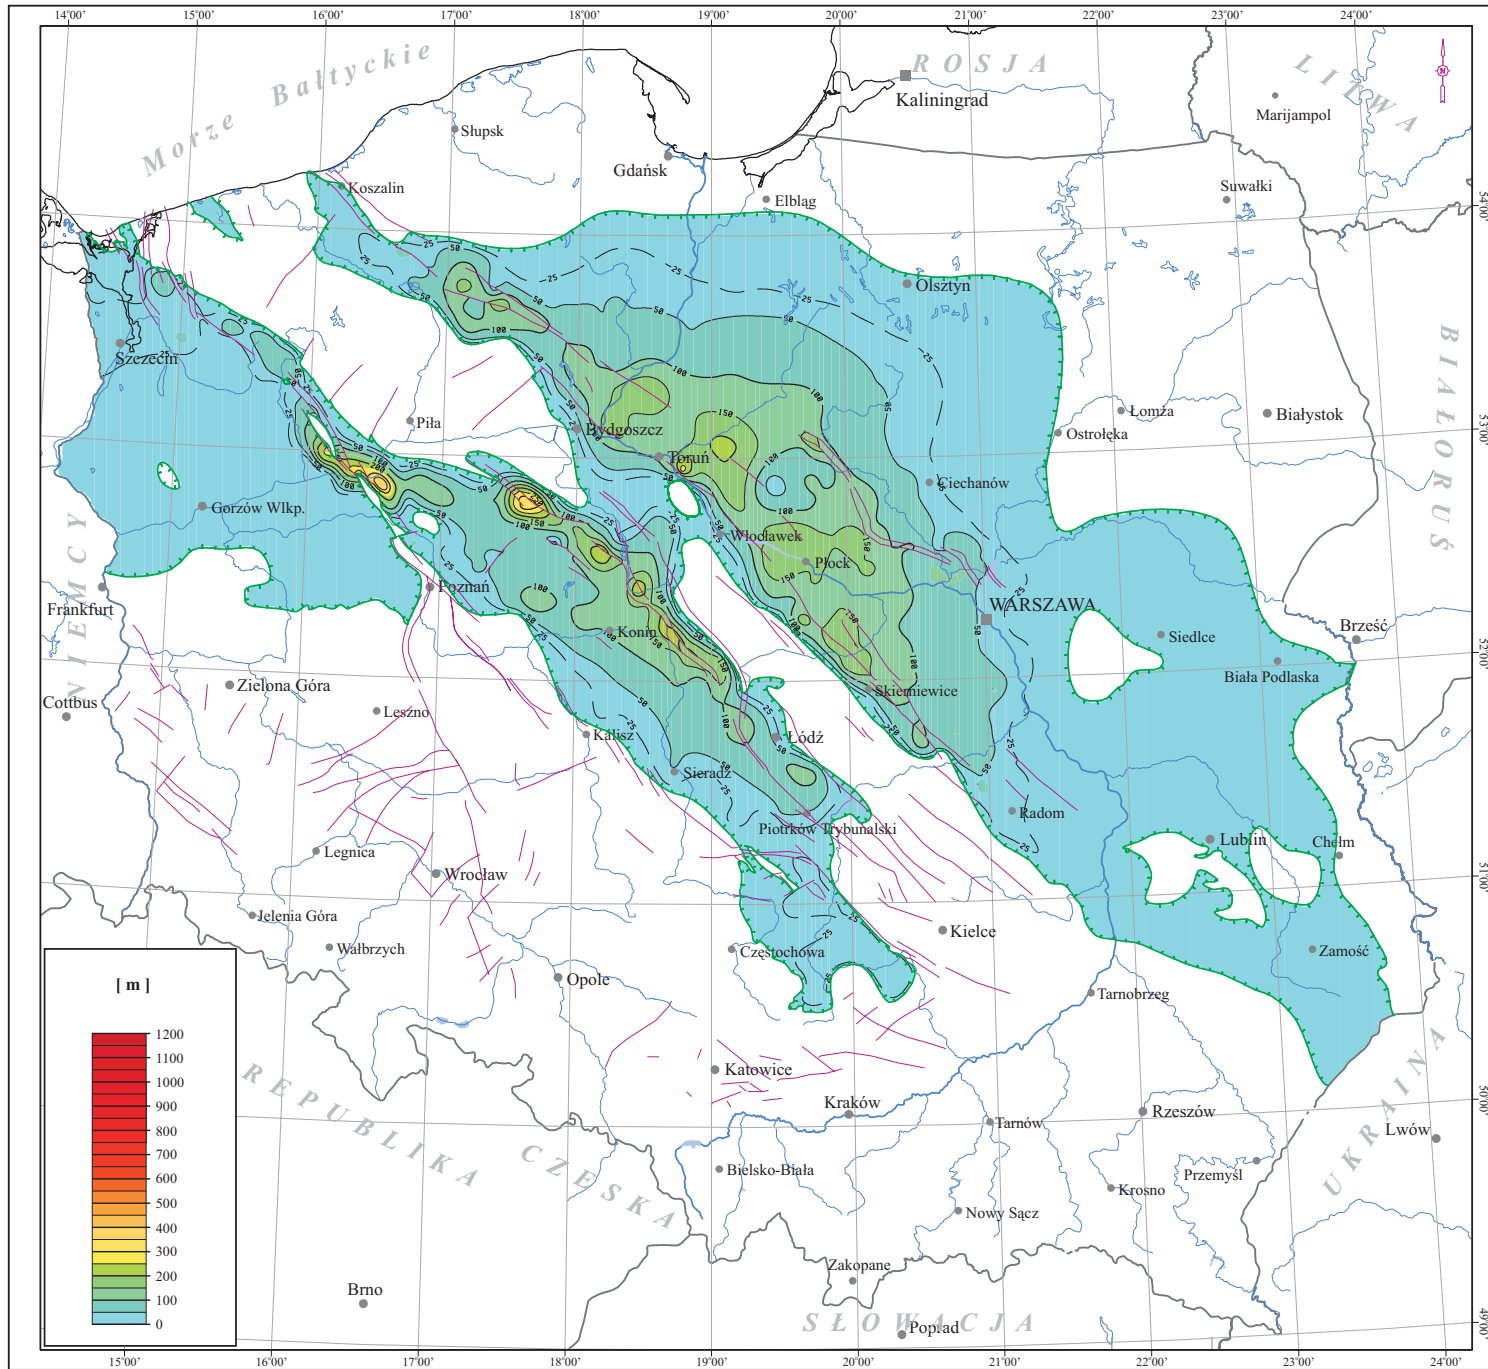 14°00' 15°00' 16°00' 17°00' 18°00' 19°00' 20°00' 21°00' 22°00' 23°00' 24°00'
Morze Bałtyckie
ROSJA
LITWA
N
Kaliningrad
Marijampol
Słupsk
Gdańsk
Koszalin
Elbląg
Suwałki
54°00'
Olsztyn
BIAŁORUŚ
Szczecin
Piła
Bydgoszcz
Łomża
Białystok
Ostrołęka
53°00'
Toruń
Ciechanów
Gorzów Wlkp.
Włocławek
Płock
NIEMCY
Frankfurt
Poznań
WARSZAWA
Konin
Siedlce
Brześć
52°00'
Biała Podlaska
Zielona Góra
Skierniewice
Cottbus
Leszno
Kalisz
Łódź
Sieradz
Piotrków Trybunalski
Radom
Lublin
Chełm
Legnica
Wrocław
51°00'
Jelenia Góra
Kielce
Wałbrzych
Częstochowa
Zamość
Opole
Tarnobrzeg
[ m ]
1200
1100
1000
900
800
700
600
500
400
300
200
100
0
REPUBLIKA CZESKA
Katowice
Kraków
Tarnów
Rzeszów
50°00'
Lwów
UKRAINA
Bielsko-Biała
Przemyśl
Krosno
Nowy Sącz
Zakopane
Brno
SŁOWACJA
Poprad
49°00'
15°00' 16°00' 17°00' 18°00' 19°00' 20°00' 21°00' 22°00' 23°00' 24°00'